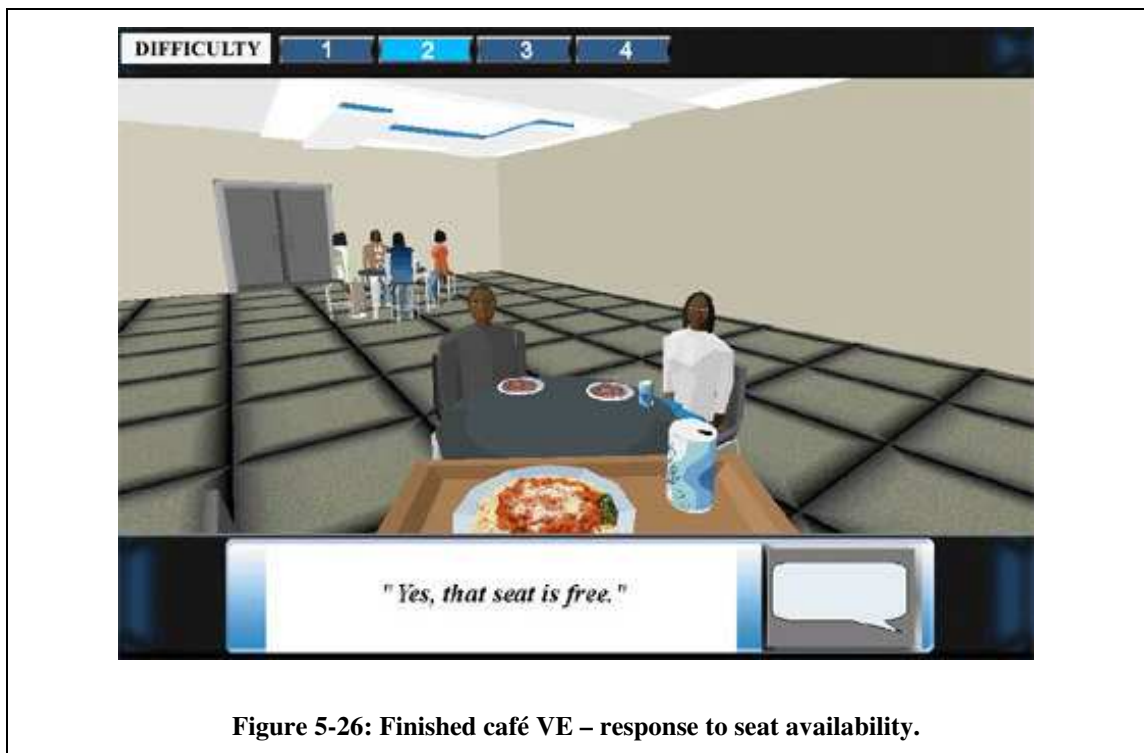 DIFFICULTY 1 2 3 4
"Yes, that seat is free."
Figure 5-26: Finished café VE – response to seat availability.